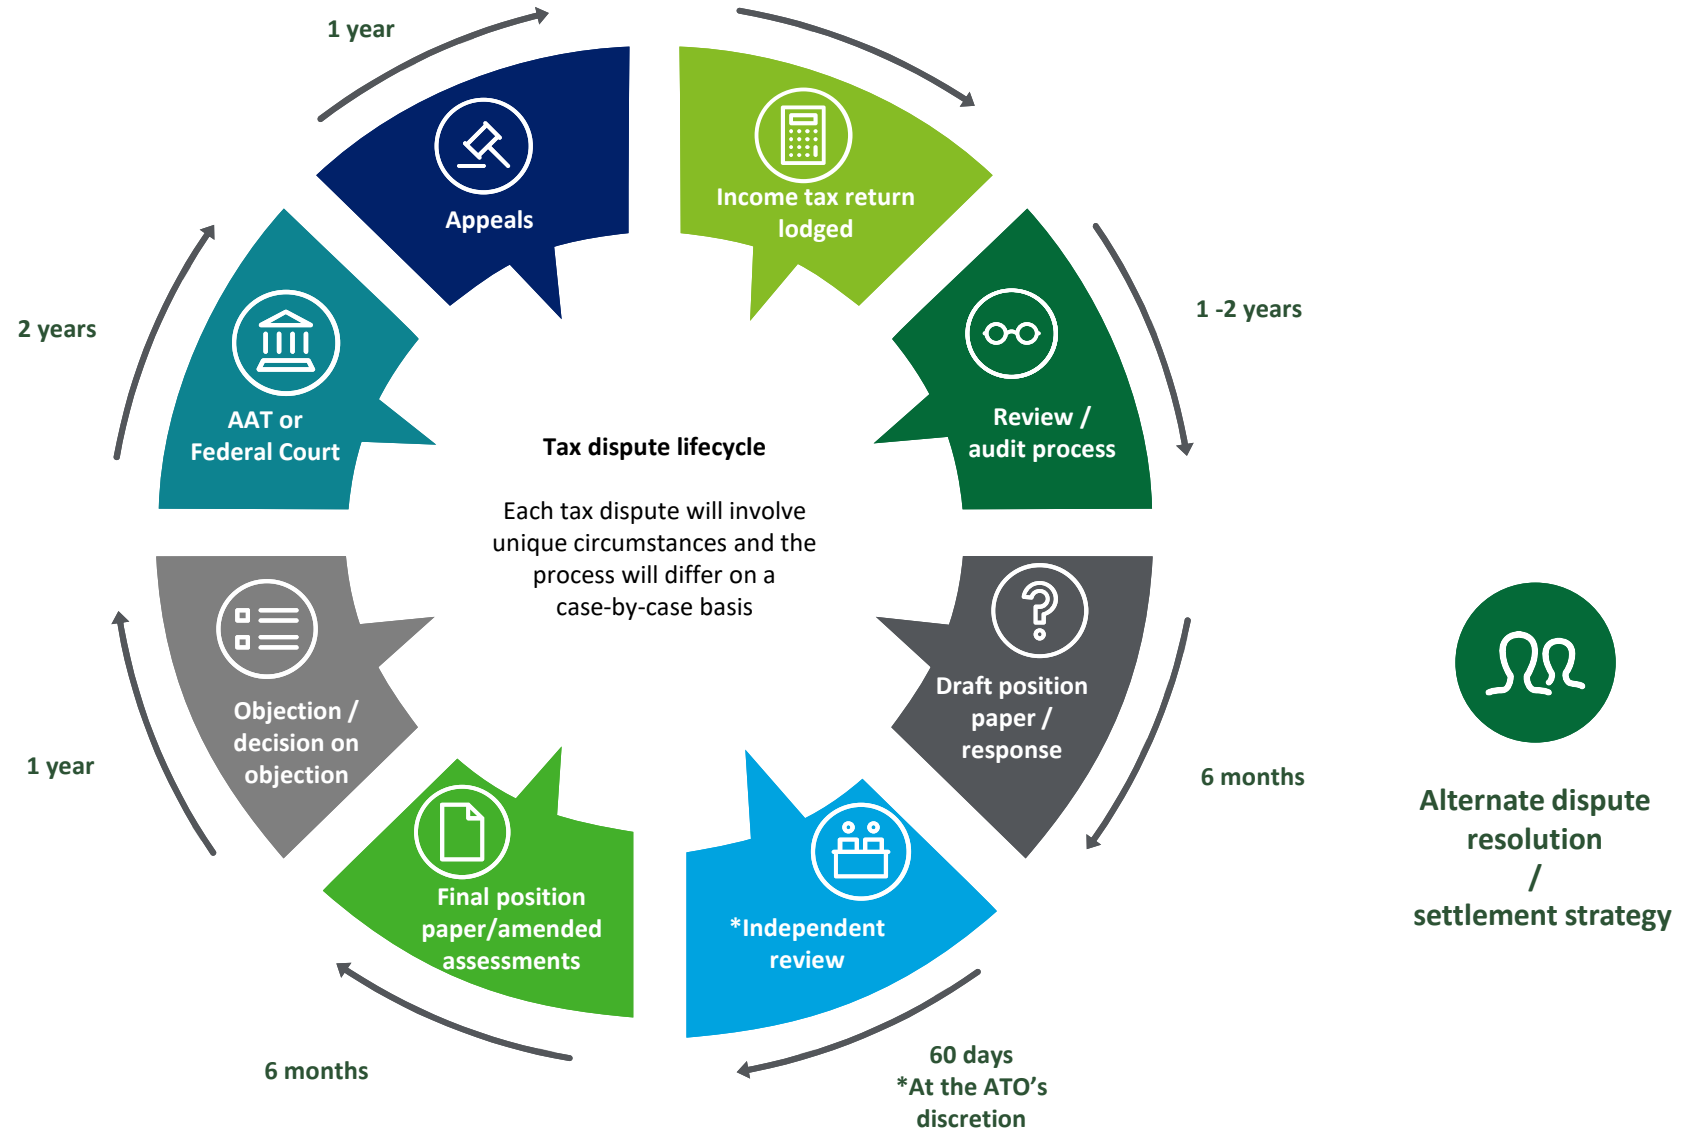 1 year
Appeals
Income tax return
lodged
1 -2 years
Review /
audit process
Draft position
paper /
response
6 months
*Independent
review
60 days
*At the ATO’s
discretion
Final position
paper/amended
assessments
6 months
Objection /
decision on
objection
1 year
AAT or
Federal Court
2 years
Tax dispute lifecycle
Each tax dispute will involve
unique circumstances and the
process will differ on a
case-by-case basis
Alternate dispute
resolution
/
settlement strategy